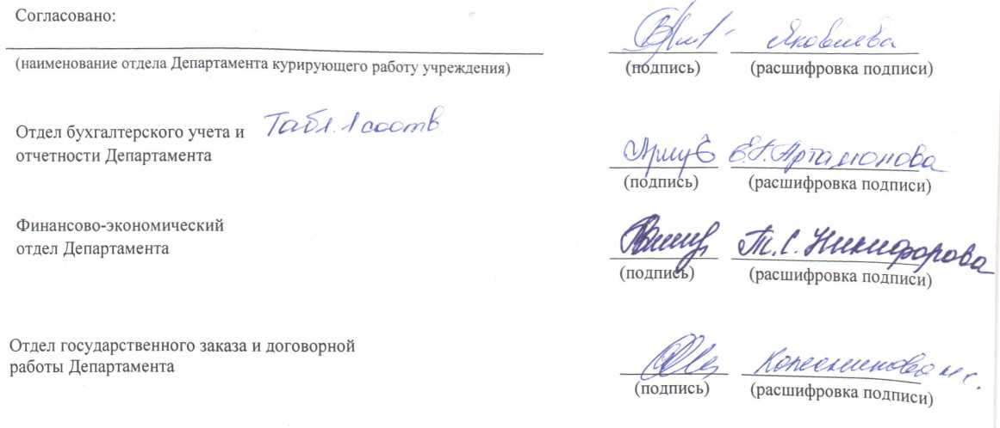 Согласовано:
Яковлева
(наименование отдела Департамента курирующего работу учреждения)
(подпись) (расшифровка подписи)
Отдел бухгалтерского учета и Табл. 1 соотв
отчетности Департамента
Е.Н. Артамонова
(подпись) (расшифровка подписи)
Финансово-экономический
отдел Департамента
Т.С. Никифорова
(подпись) (расшифровка подписи)
Отдел государственного заказа и договорной
работы Департамента
(подпись) (расшифровка подписи)